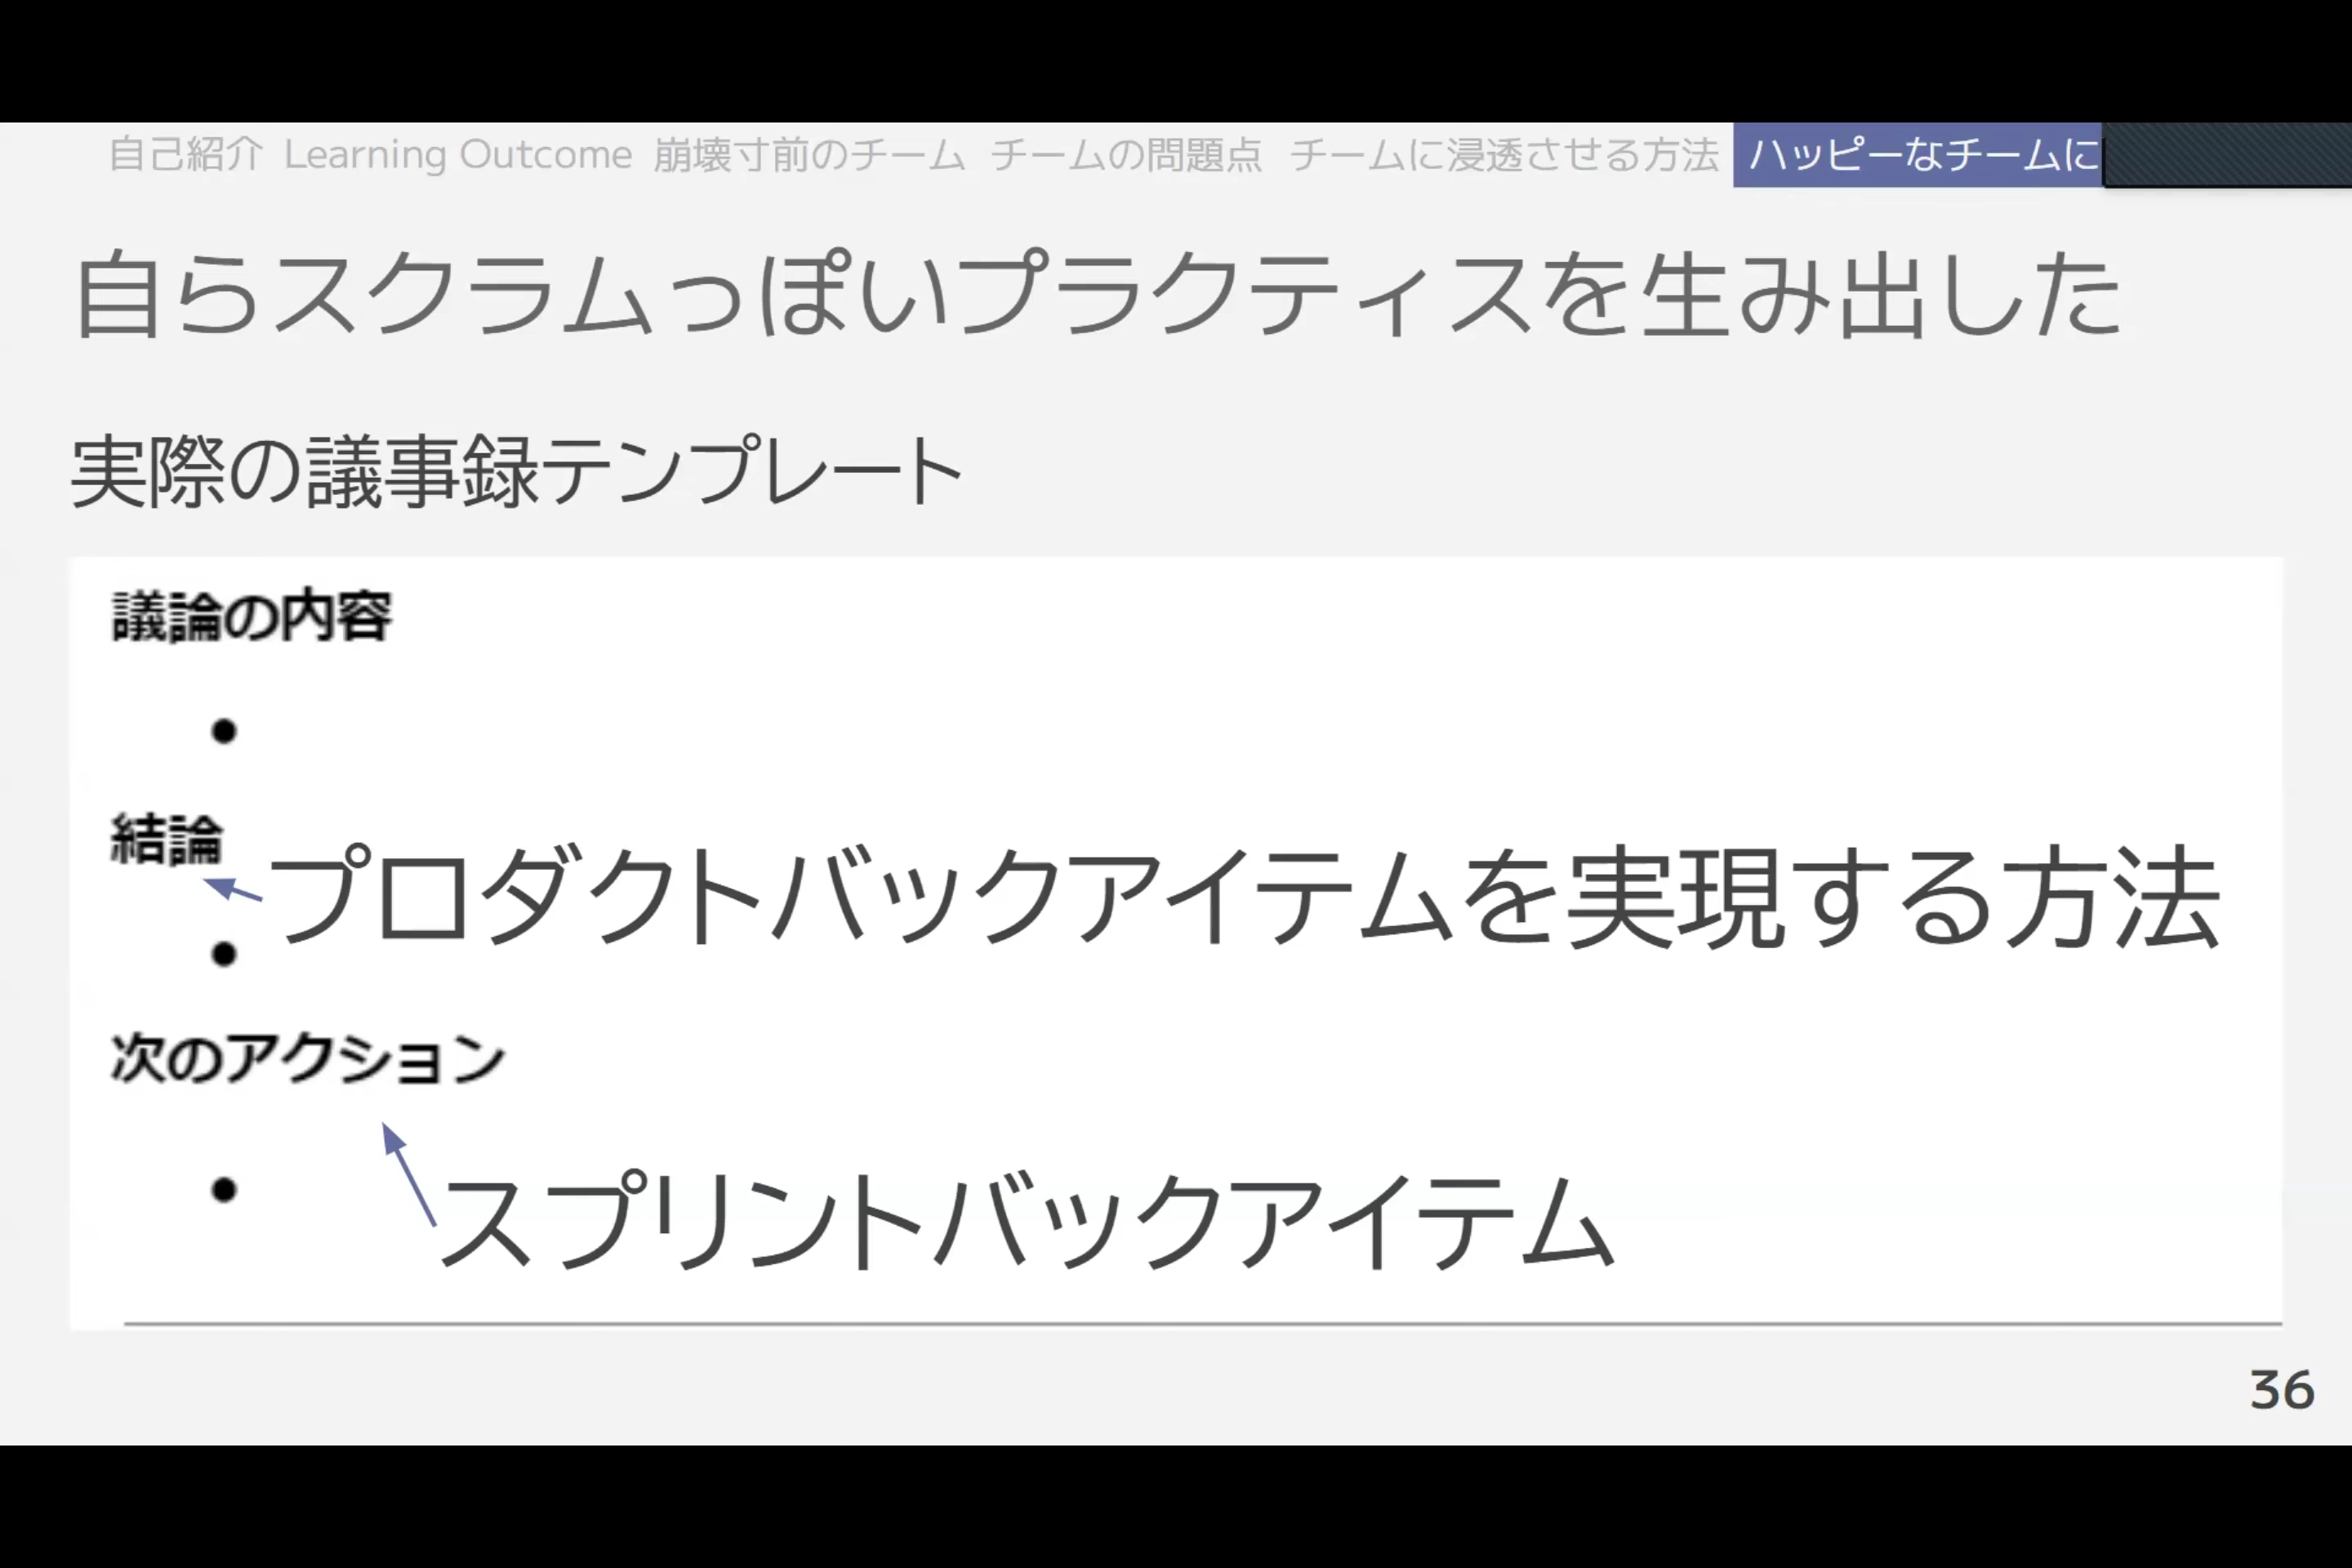 自己紹介 Learning Outcome 崩壊寸前のチーム チームの問題点 チームに浸透させる方法 ハッピーなチームに
自らスクラムっぽいプラクティスを生み出した
実際の議事録テンプレート
議論の内容
•
結論
プロダクトバックアイテムを実現する方法
•
次のアクション
• スプリントバックアイテム
36